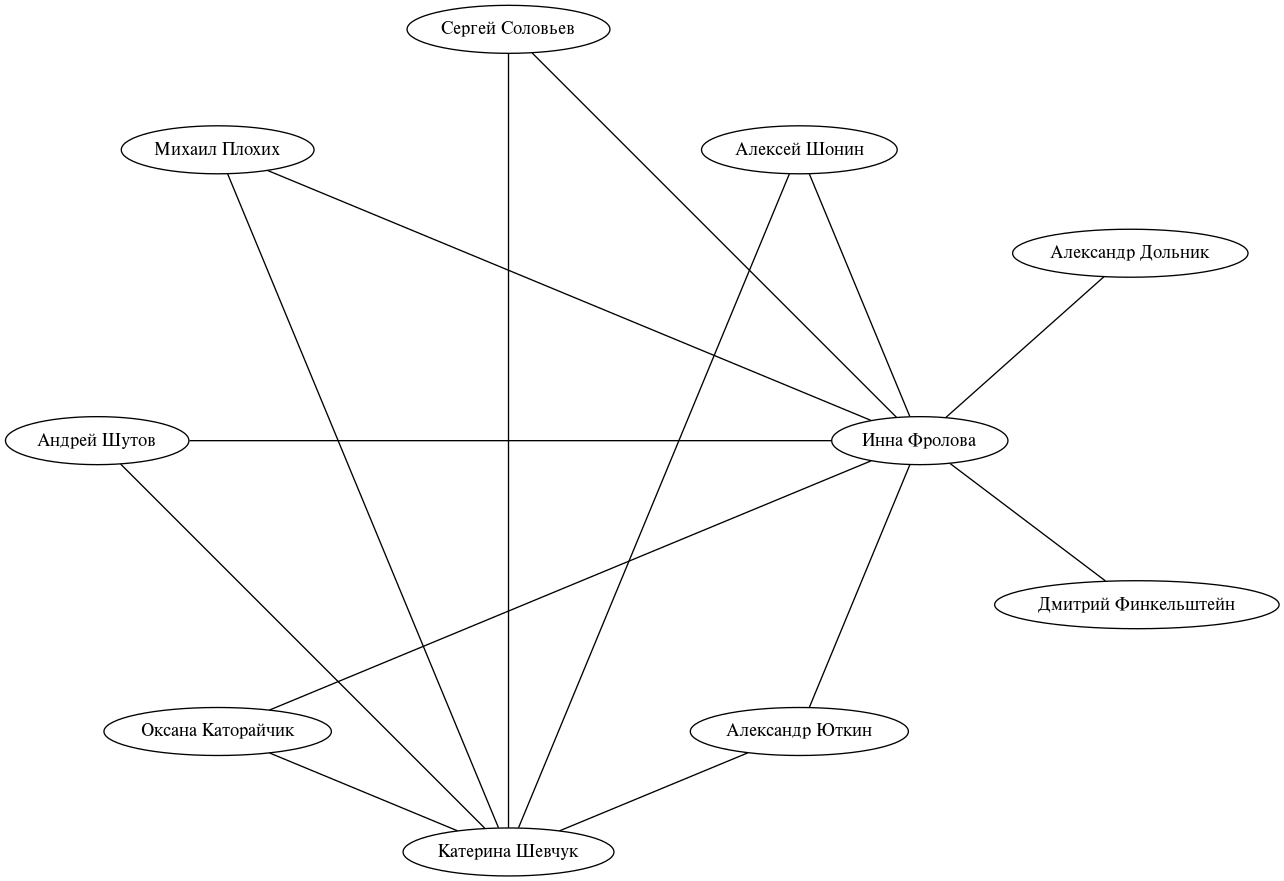 Сергей Соловьев
Михаил Плохих
Алексей Шонин
Александр Дольник
Андрей Шутов
Инна Фролова
Дмитрий Финкельштейн
Оксана Каторайчик
Александр Юткин
Катерина Шевчук